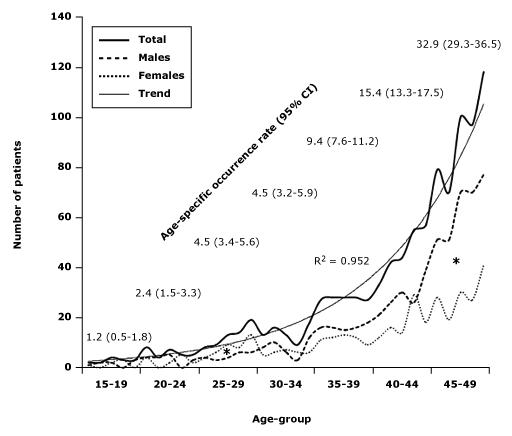 140
120
100
80
60
40
20
0
Number of patients
Total
Males
Females
Trend
Age-specific occurrence rate (95% CI)
1.2 (0.5-1.8)
2.4 (1.5-3.3)
4.5 (3.4-5.6)
4.5 (3.2-5.9)
9.4 (7.6-11.2)
15.4 (13.3-17.5)
32.9 (29.3-36.5)
R² = 0.952
*
*
15-19 20-24 25-29 30-34 35-39 40-44 45-49
Age-group